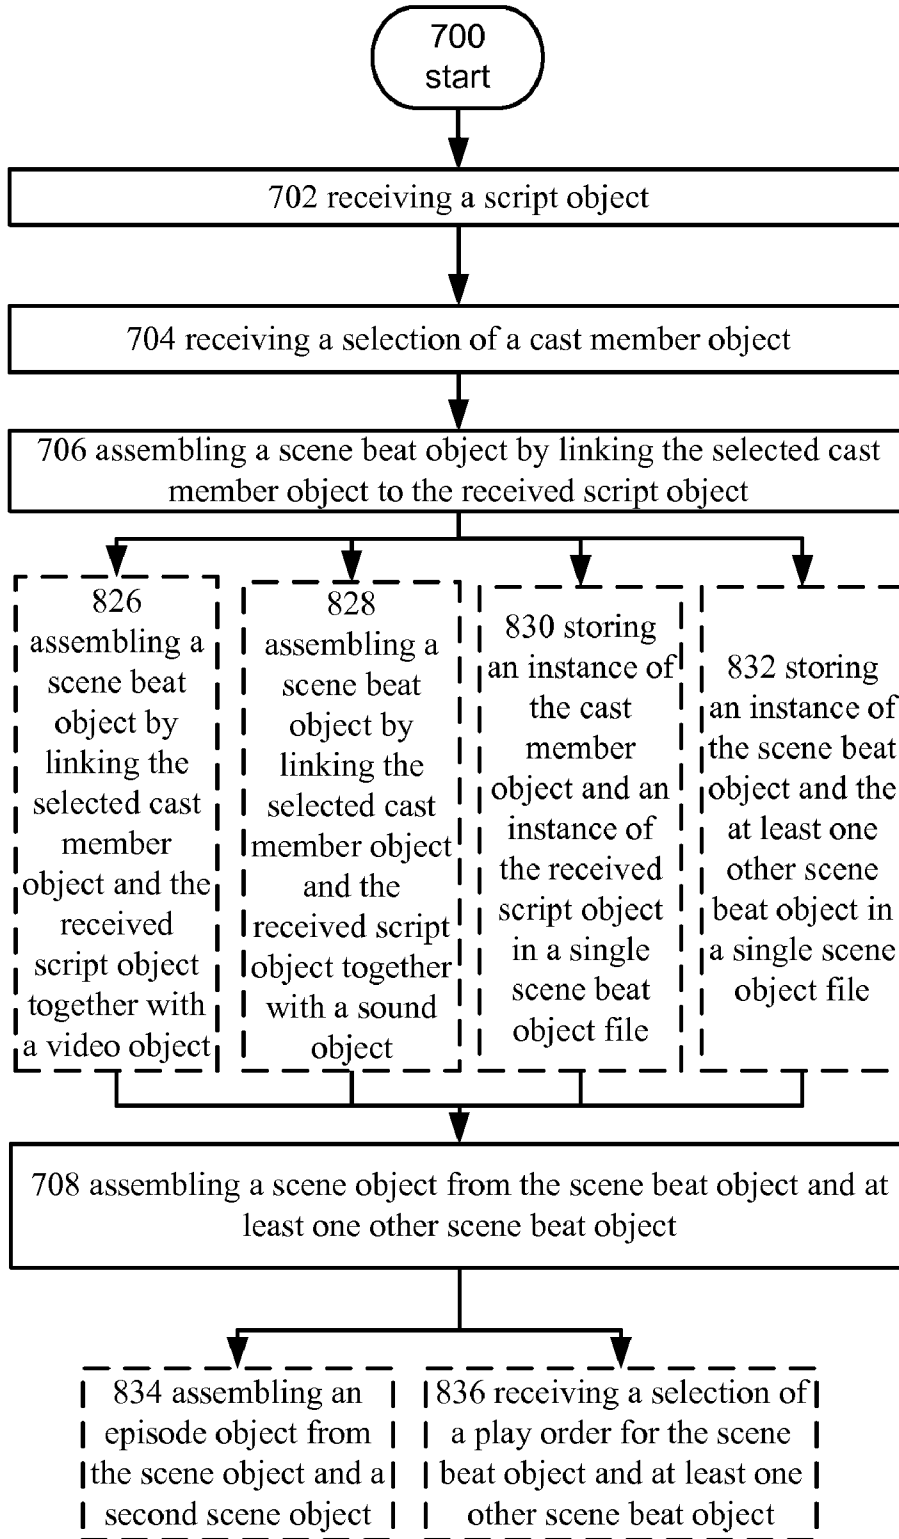 700
start
702 receiving a script object
704 receiving a selection of a cast member object
706 assembling a scene beat object by linking the selected cast
member object to the received script object
826
assembling a
scene beat
object by
linking the
selected cast
member
object and the
received
script object
together with
a video object
828
assembling a
scene beat
object by
linking the
selected cast
member object
and the
received script
object together
with a sound
object
830 storing
an instance of
the cast
member
object and an
instance of
the received
script object
in a single
scene beat
object file
832 storing
an instance of
the scene beat
object and the
at least one
other scene
beat object in
a single scene
object file
708 assembling a scene object from the scene beat object and at
least one other scene beat object
834 assembling an
episode object from
the scene object and a
second scene object
836 receiving a selection of
a play order for the scene
beat object and at least one
other scene beat object